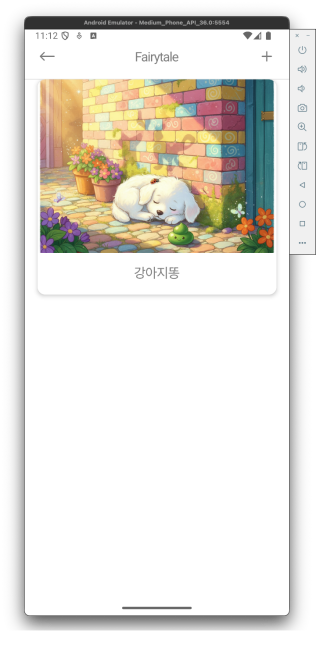 Android Emulator - Medium_Phone_API_36.0:5554
11:12
Fairytale
강아지똥